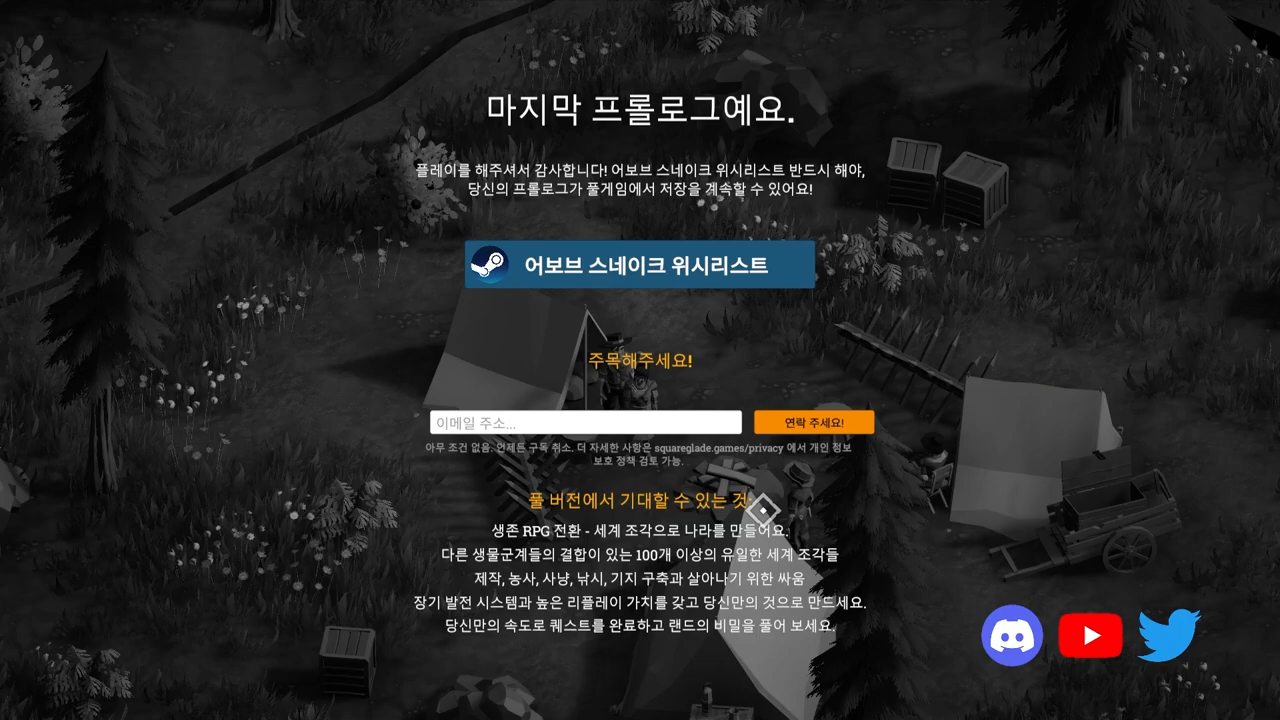 마지막 프롤로그예요.
플레이를 해주셔서 감사합니다! 어보브 스네이크 위시리스트 반드시 해야,
당신의 프롤로그가 풀게임에서 저장을 계속할 수 있어요!
어보브 스네이크 위시리스트
주목해주세요!
이메일 주소...
연락 주세요!
아무 조건 없음. 언제든 구독 취소. 더 자세한 사항은 squareglade.games/privacy 에서 개인 정보
보호 정책 검토 가능.
풀 버전에서 기대할 수 있는 것:
생존 RPG 전환 - 세계 조각으로 나라를 만들어요.
다른 생물군계들의 결합이 있는 100개 이상의 유일한 세계 조각들
제작, 농사, 사냥, 낚시, 기지 구축과 살아나기 위한 싸움
장기 발전 시스템과 높은 리플레이 가치를 갖고 당신만의 것으로 만드세요.
당신만의 속도로 퀘스트를 완료하고 랜드의 비밀을 풀어 보세요.